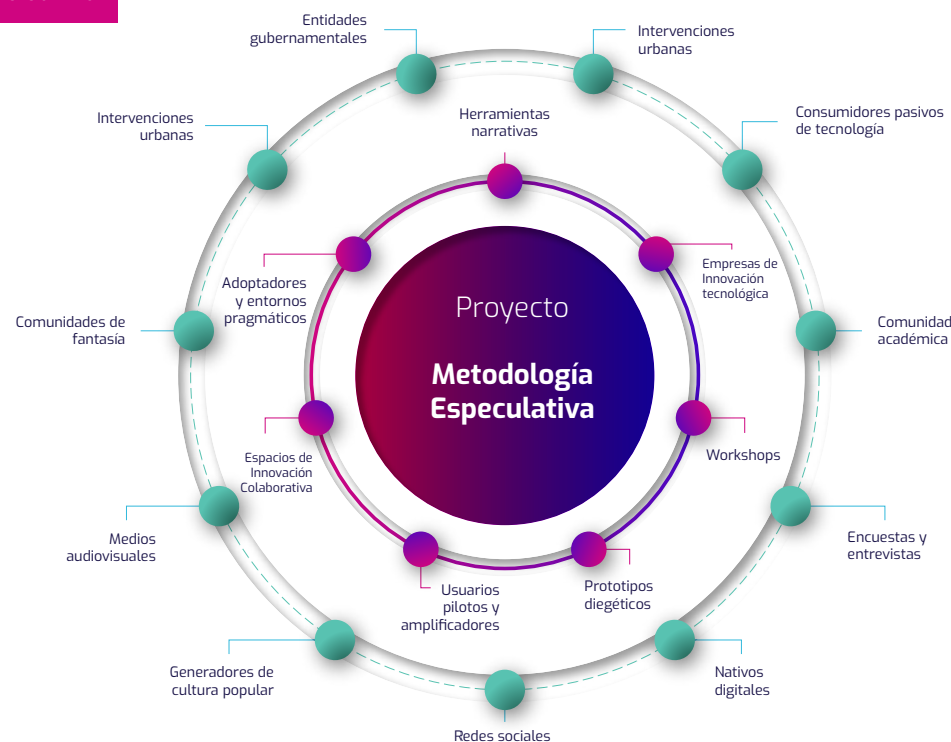 Entidades
gubernamentales
Intervenciones
urbanas
Intervenciones
urbanas
Herramientas
narrativas
Consumidores pasivos
de tecnología
Adoptadores
y entornos
pragmáticos
Empresas de
Innovación
tecnológica
Proyecto
Metodología
Especulativa
Comunidades de
fantasía
Comunidad
académica
Espacios de
Innovación
Colaborativa
Workshops
Medios
audiovisuales
Encuestas y
entrevistas
Usuarios
pilotos y
amplificadores
Prototipos
diegéticos
Generadores de
cultura popular
Nativos
digitales
Redes sociales